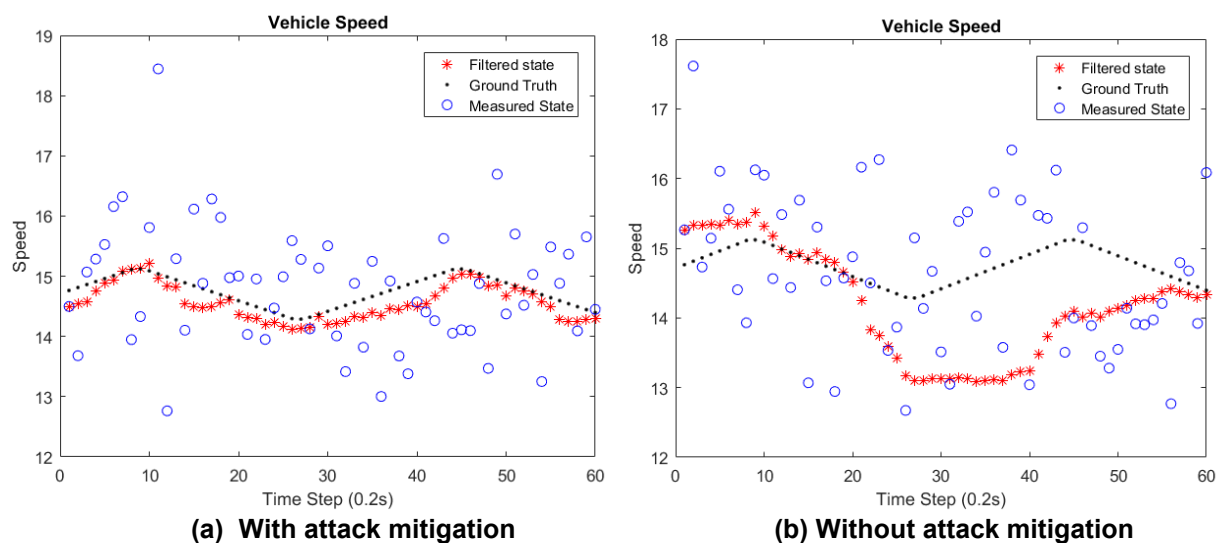 Vehicle Speed
19
18
17
16
15
14
13
12
Speed
0
10
20
30
40
50
60
Time Step (0.2s)
Filtered state
Ground Truth
Measured State
(a) With attack mitigation
Vehicle Speed
18
17
16
15
14
13
12
Speed
0
10
20
30
40
50
60
Time Step (0.2s)
Filtered state
Ground Truth
Measured State
(b) Without attack mitigation